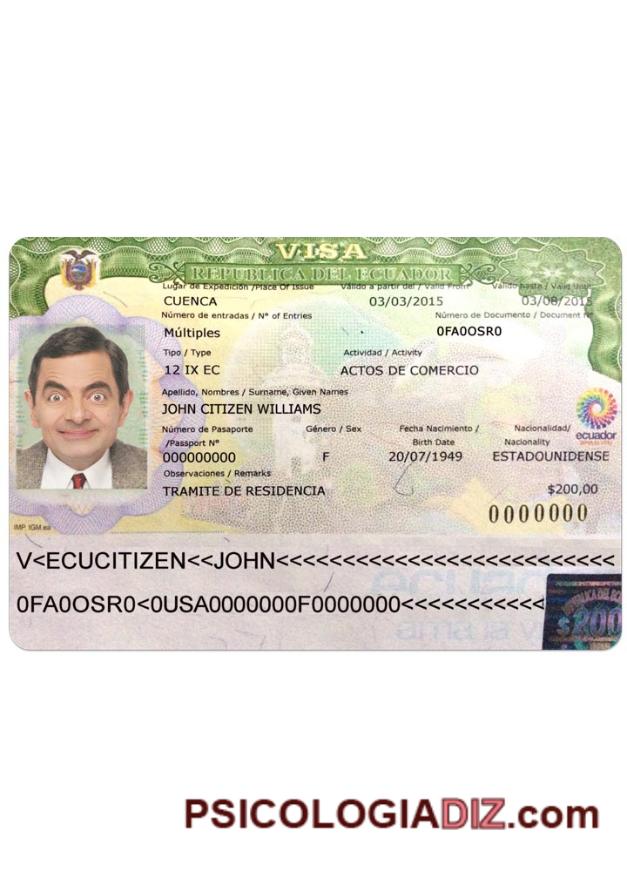 VISA
REPUBLICA DEL ECUADOR
Lugar de Expedición /Place Of Issue Válido a partir del / Valid From Válido hasta / Valid Until
CUENCA 03/03/2015 03/08/2015
Número de entradas / N° of Entries Número de Documento / Document N°
Múltiples 0FA0OSR0
Tipo / Type Actividad / Activity
12 IX EC ACTOS DE COMERCIO
Apellido, Nombres / Surname, Given Names
JOHN CITIZEN WILLIAMS
Número de Pasaporte Género / Sex Fecha Nacimiento / Nacionalidad/
/Passport N° Birth Date Nacionality
000000000 F 20/07/1949 ESTADOUNIDENSE
ecuador
Observaciones / Remarks
TRAMITE DE RESIDENCIA $200,00
0000000
IMP. IGM.ea
V<ECUCITIZEN<<JOHN<<<<<<<<<<<<<<<<<<<<<<<<<<
0FA0OSR0<0USA0000000F0000000<<<<<<<<<<<
ecuador
ama la v
$200
PSICOLOGIADIZ.com